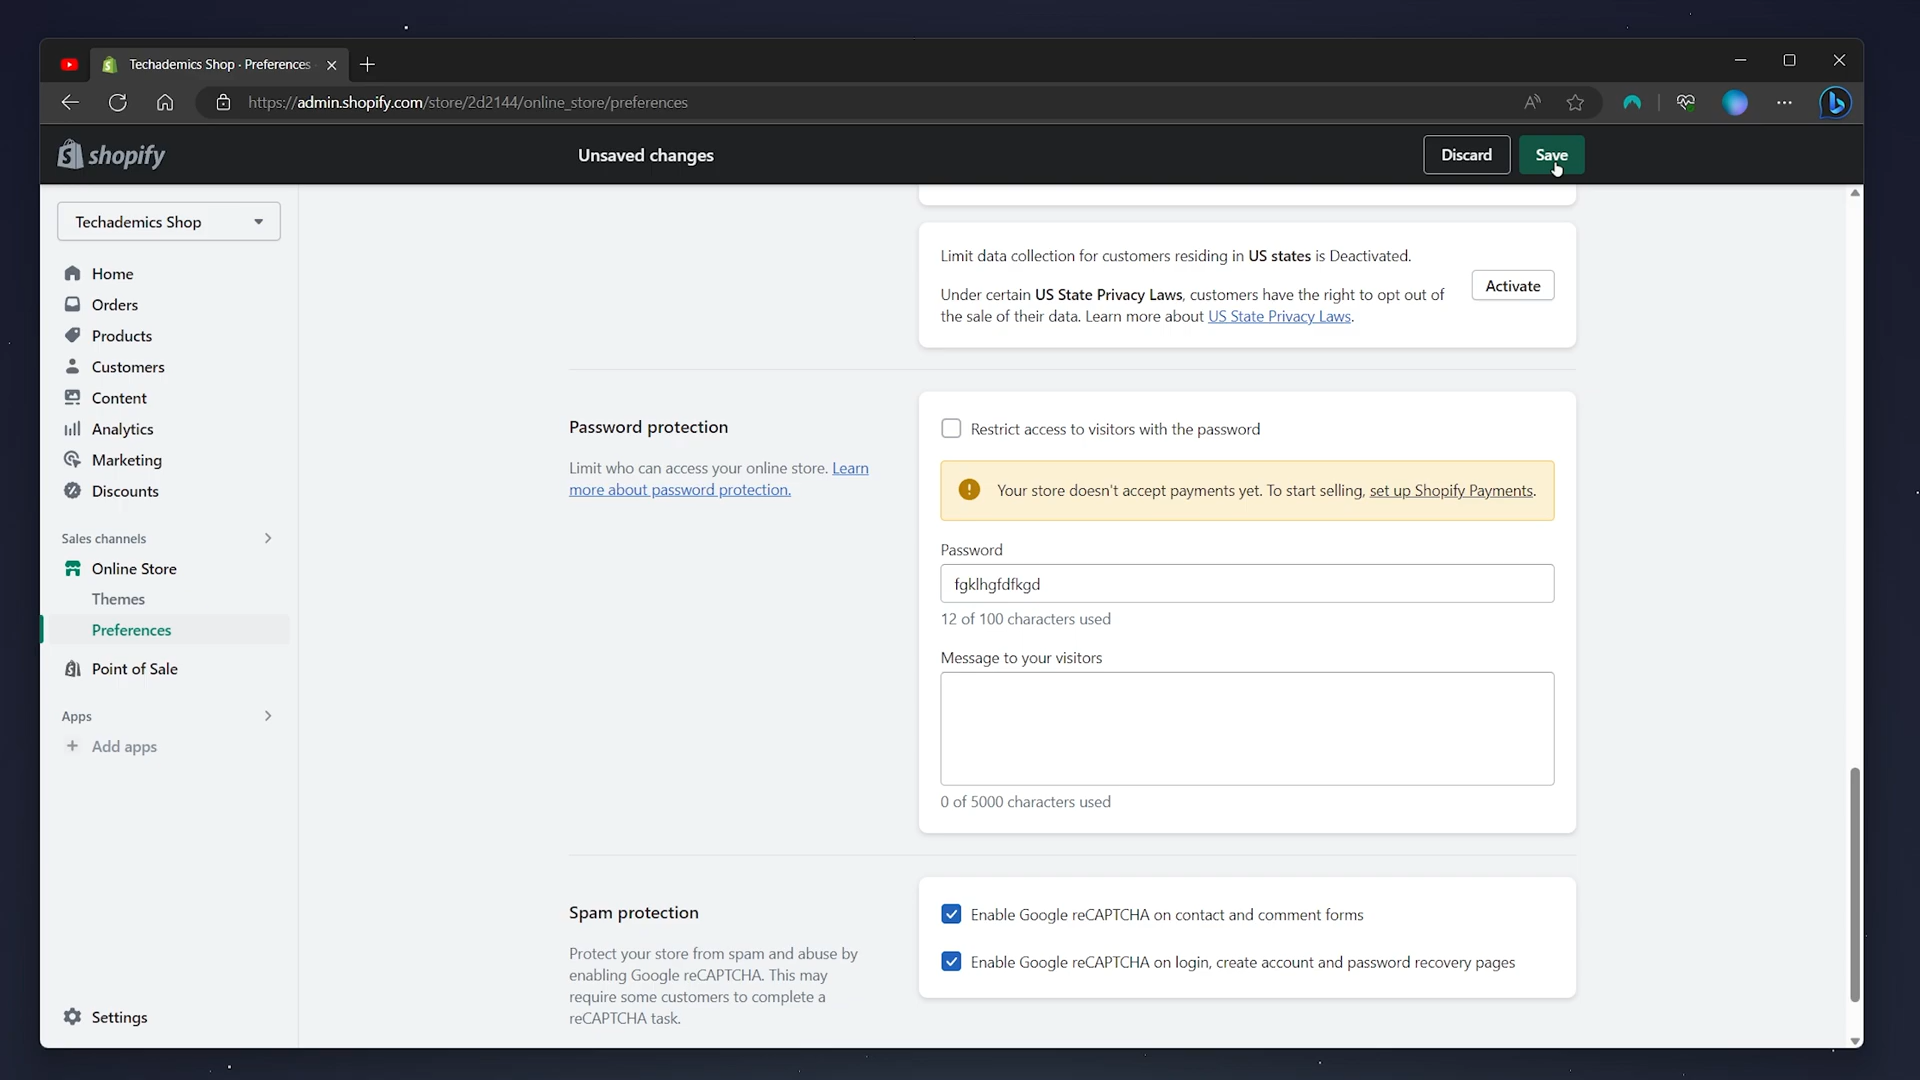 Techademics Shop · Preferences
https://admin.shopify.com/store/2d2144/online_store/preferences
shopify
Unsaved changes
Discard
Save
Techademics Shop
Home
Orders
Products
Customers
Content
Analytics
Marketing
Discounts
Sales channels
Online Store
Themes
Preferences
Point of Sale
Apps
Add apps
Settings
Limit data collection for customers residing in US states is Deactivated.
Under certain US State Privacy Laws, customers have the right to opt out of
the sale of their data. Learn more about US State Privacy Laws.
Activate
Password protection
Limit who can access your online store. Learn
more about password protection.
Restrict access to visitors with the password
Your store doesn't accept payments yet. To start selling, set up Shopify Payments.
Password
fgklhgfdfkgd
12 of 100 characters used
Message to your visitors
0 of 5000 characters used
Spam protection
Protect your store from spam and abuse by
enabling Google reCAPTCHA. This may
require some customers to complete a
reCAPTCHA task.
Enable Google reCAPTCHA on contact and comment forms
Enable Google reCAPTCHA on login, create account and password recovery pages